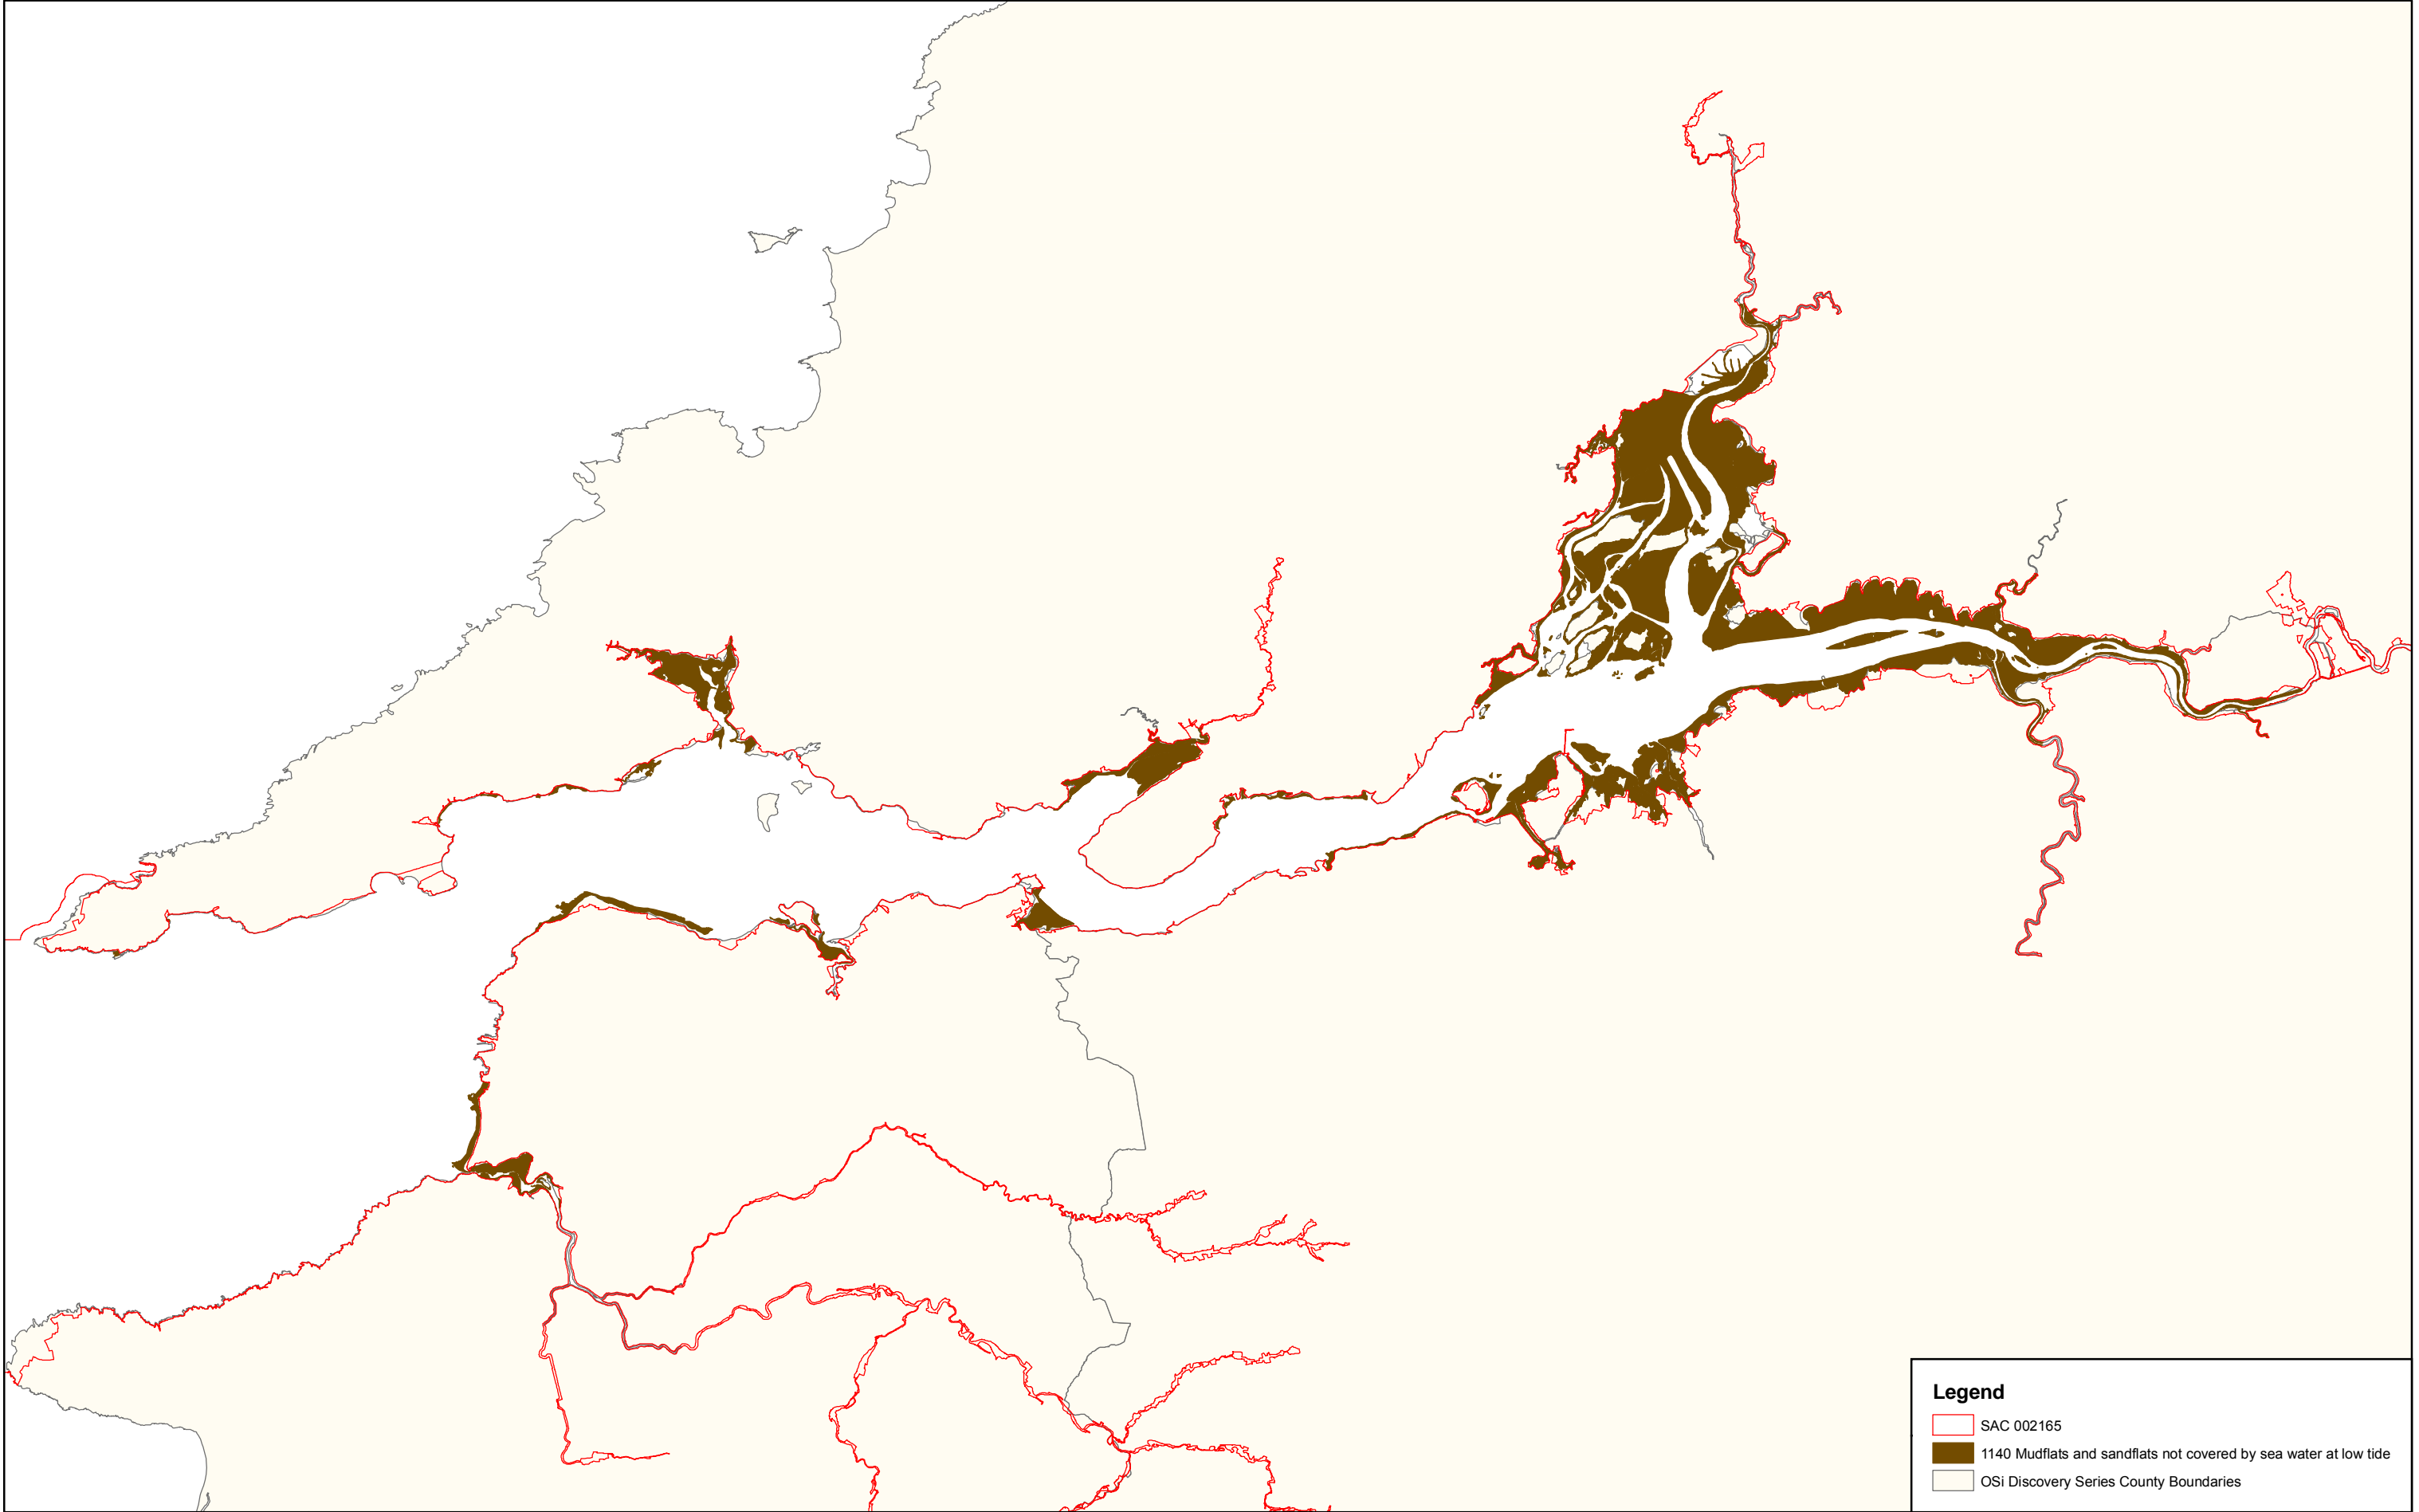 Legend
SAC 002165
1140 Mudflats and sandflats not covered by sea water at low tide
OSi Discovery Series County Boundaries